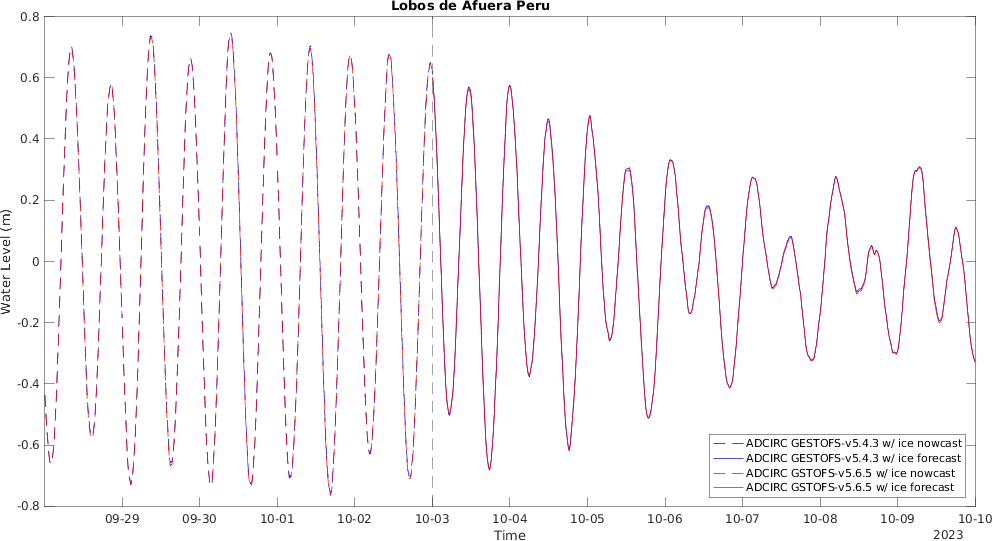 Lobos de Afuera Peru
0.8
0.6
0.4
0.2
0
-0.2
-0.4
-0.6
-0.8
Water Level (m)
09-29 09-30 10-01 10-02 10-03 10-04 10-05 10-06 10-07 10-08 10-09 10-10
Time
2023
ADCIRC GESTOFS-v5.4.3 w/ ice nowcast
ADCIRC GESTOFS-v5.4.3 w/ ice forecast
ADCIRC GSTOFS-v5.6.5 w/ ice nowcast
ADCIRC GSTOFS-v5.6.5 w/ ice forecast